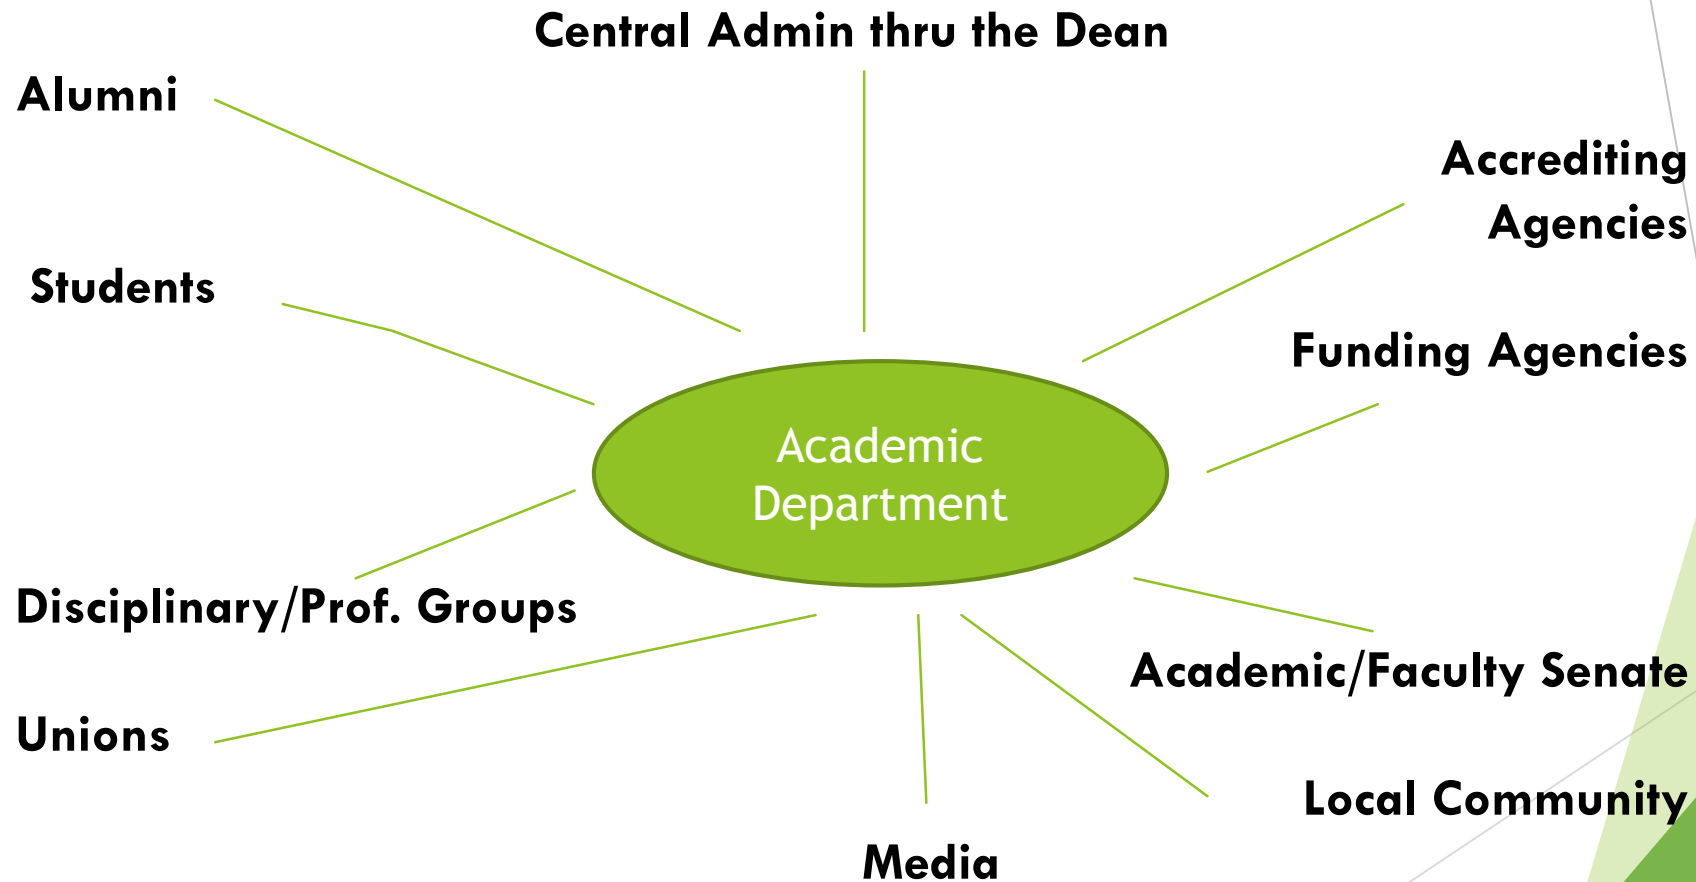 Central Admin thru the Dean
Alumni
Accrediting
Agencies
Students
Funding Agencies
Academic
Department
Disciplinary/Prof. Groups
Academic/Faculty Senate
Unions
Local Community
Media